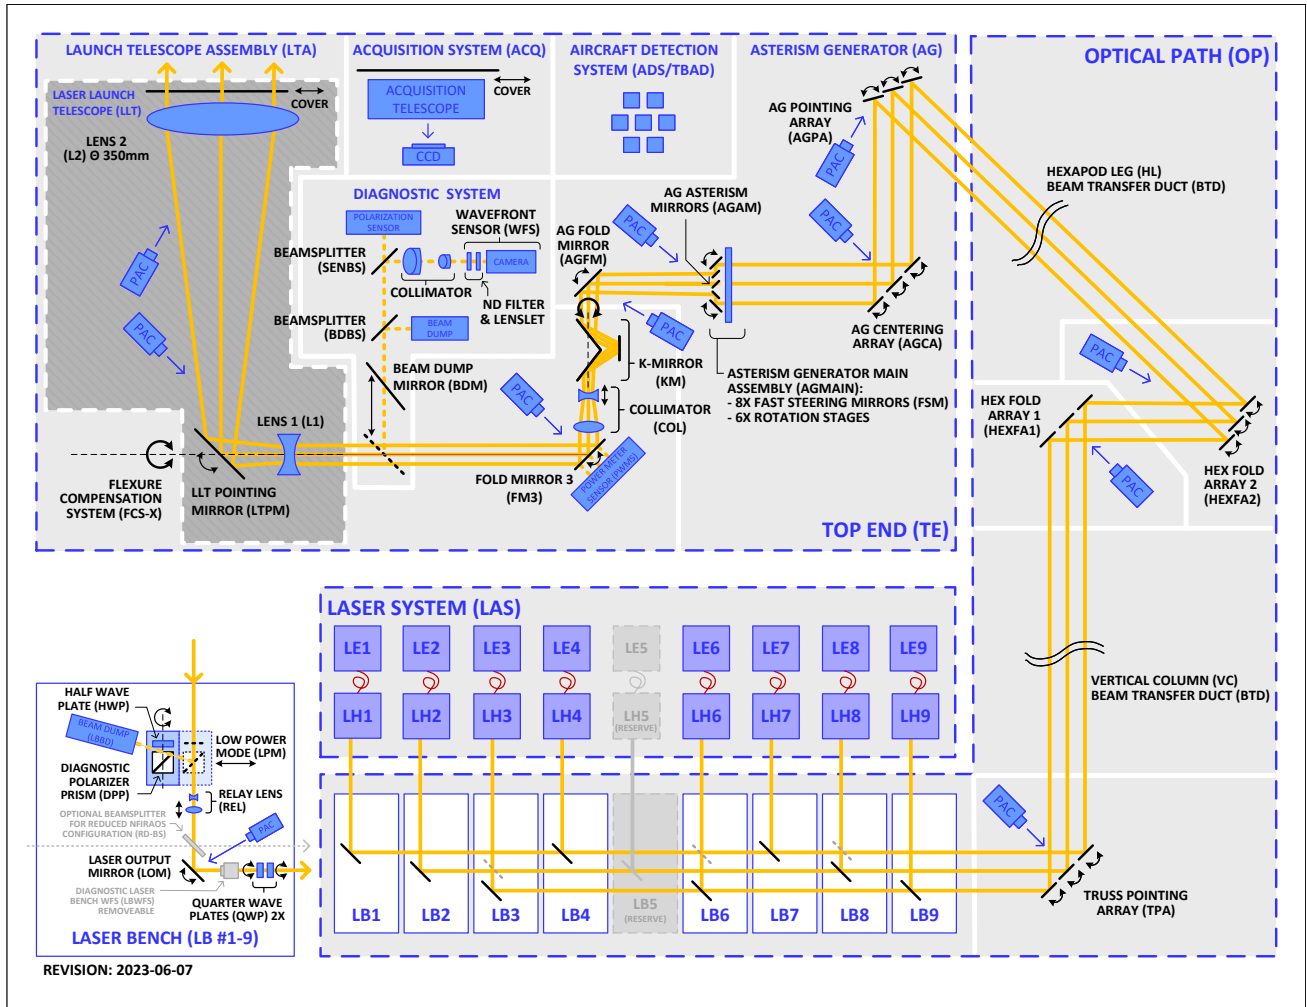 LAUNCH TELESCOPE ASSEMBLY (LTA)
LASER LAUNCH
TELESCOPE (LLT)
COVER
LENS 2
(L2) Θ 350mm
PAC
PAC
LENS 1 (L1)
FLEXURE
COMPENSATION
SYSTEM (FCS-X)
LLT POINTING
MIRROR (LTPM)
ACQUISITION SYSTEM (ACQ)
ACQUISITION
TELESCOPE
COVER
CCD
AIRCRAFT DETECTION
SYSTEM (ADS/TBAD)
DIAGNOSTIC SYSTEM
POLARIZATION
SENSOR
WAVEFRONT
SENSOR (WFS)
BEAMSPLITTER
(SENBS)
CAMERA
COLLIMATOR
ND FILTER
& LENSLET
BEAMSPLITTER
(BDBS)
BEAM
DUMP
BEAM DUMP
MIRROR (BDM)
ASTERISM GENERATOR (AG)
AG POINTING
ARRAY
(AGPA)
PAC
AG ASTERISM
MIRRORS (AGAM)
AG FOLD
MIRROR
(AGFM)
PAC
PAC
PAC
AG CENTERING
ARRAY (AGCA)
K-MIRROR
(KM)
ASTERISM GENERATOR MAIN
ASSEMBLY (AGMAIN):
- 8X FAST STEERING MIRRORS (FSM)
- 6X ROTATION STAGES
COLLIMATOR
(COL)
PAC
FOLD MIRROR 3
(FM3)
POWER METER
SENSOR (PWMS)
TOP END (TE)
OPTICAL PATH (OP)
HEXAPOD LEG (HL)
BEAM TRANSFER DUCT (BTD)
PAC
HEX FOLD
ARRAY 1
(HEXFA1)
PAC
HEX FOLD
ARRAY 2
(HEXFA2)
VERTICAL COLUMN (VC)
BEAM TRANSFER DUCT (BTD)
PAC
TRUSS POINTING
ARRAY (TPA)
LASER SYSTEM (LAS)
LE1 LE2 LE3 LE4 LE5 LE6 LE7 LE8 LE9
LH1 LH2 LH3 LH4 LH5 LH6 LH7 LH8 LH9
(RESERVE)
LB1 LB2 LB3 LB4 LB5 LB6 LB7 LB8 LB9
(RESERVE)
HALF WAVE
PLATE (HWP)
BEAM DUMP
(LBBD)
LOW POWER
MODE (LPM)
DIAGNOSTIC
POLARIZER
PRISM (DPP)
RELAY LENS
(REL)
OPTIONAL BEAMSPLITTER
FOR REDUCED NFIRAOS
CONFIGURATION (RD-BS)
PAC
LASER OUTPUT
MIRROR (LOM)
DIAGNOSTIC LASER
BENCH WFS (LBWFS)
REMOVEABLE
QUARTER WAVE
PLATES (QWP) 2X
LASER BENCH (LB #1-9)
REVISION: 2023-06-07